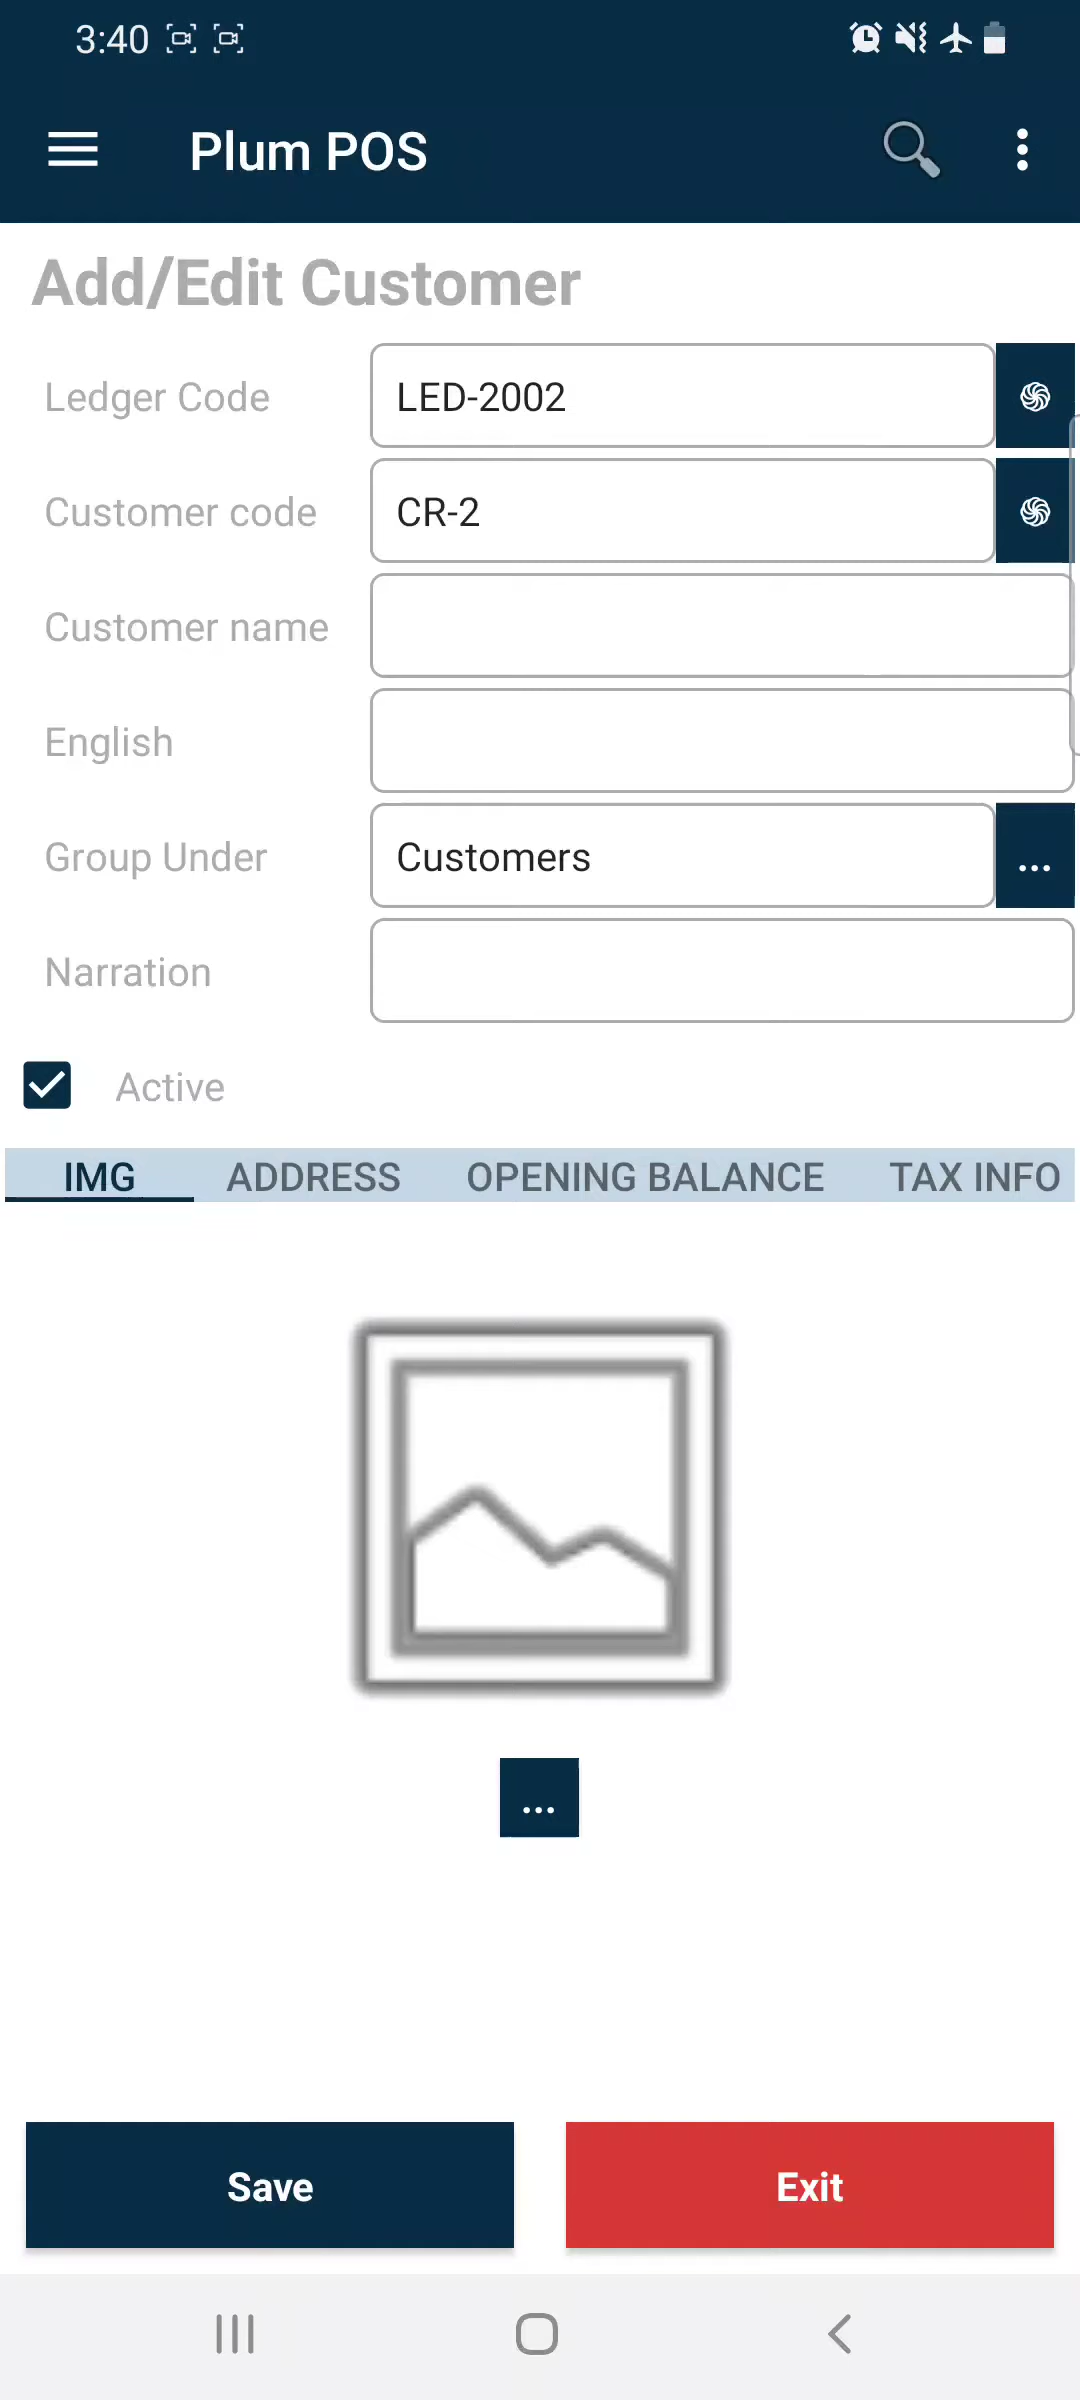 3:40
Plum POS
Add/Edit Customer
Ledger Code LED-2002
Customer code CR-2
Customer name
English
Group Under Customers ...
Narration
Active
IMG ADDRESS OPENING BALANCE TAX INFO
...
Save Exit